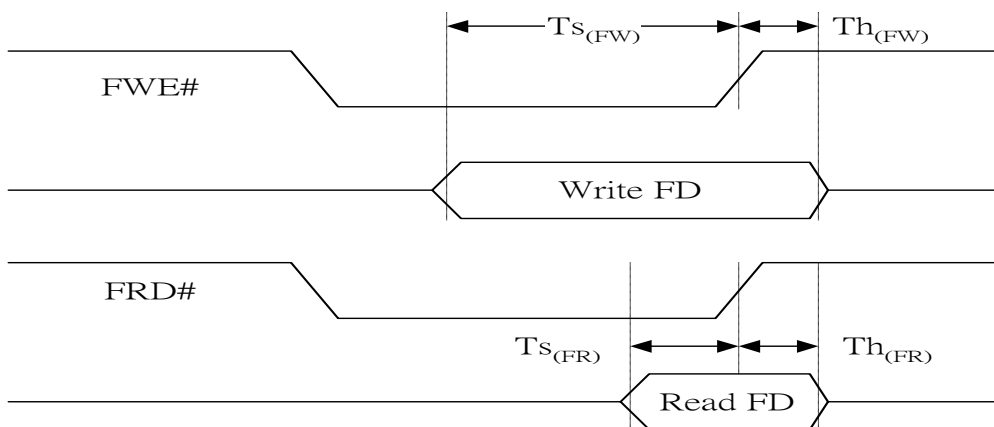 Ts(FW) Th(FW)
FWE#
Write FD
FRD#
Ts(FR) Th(FR)
Read FD